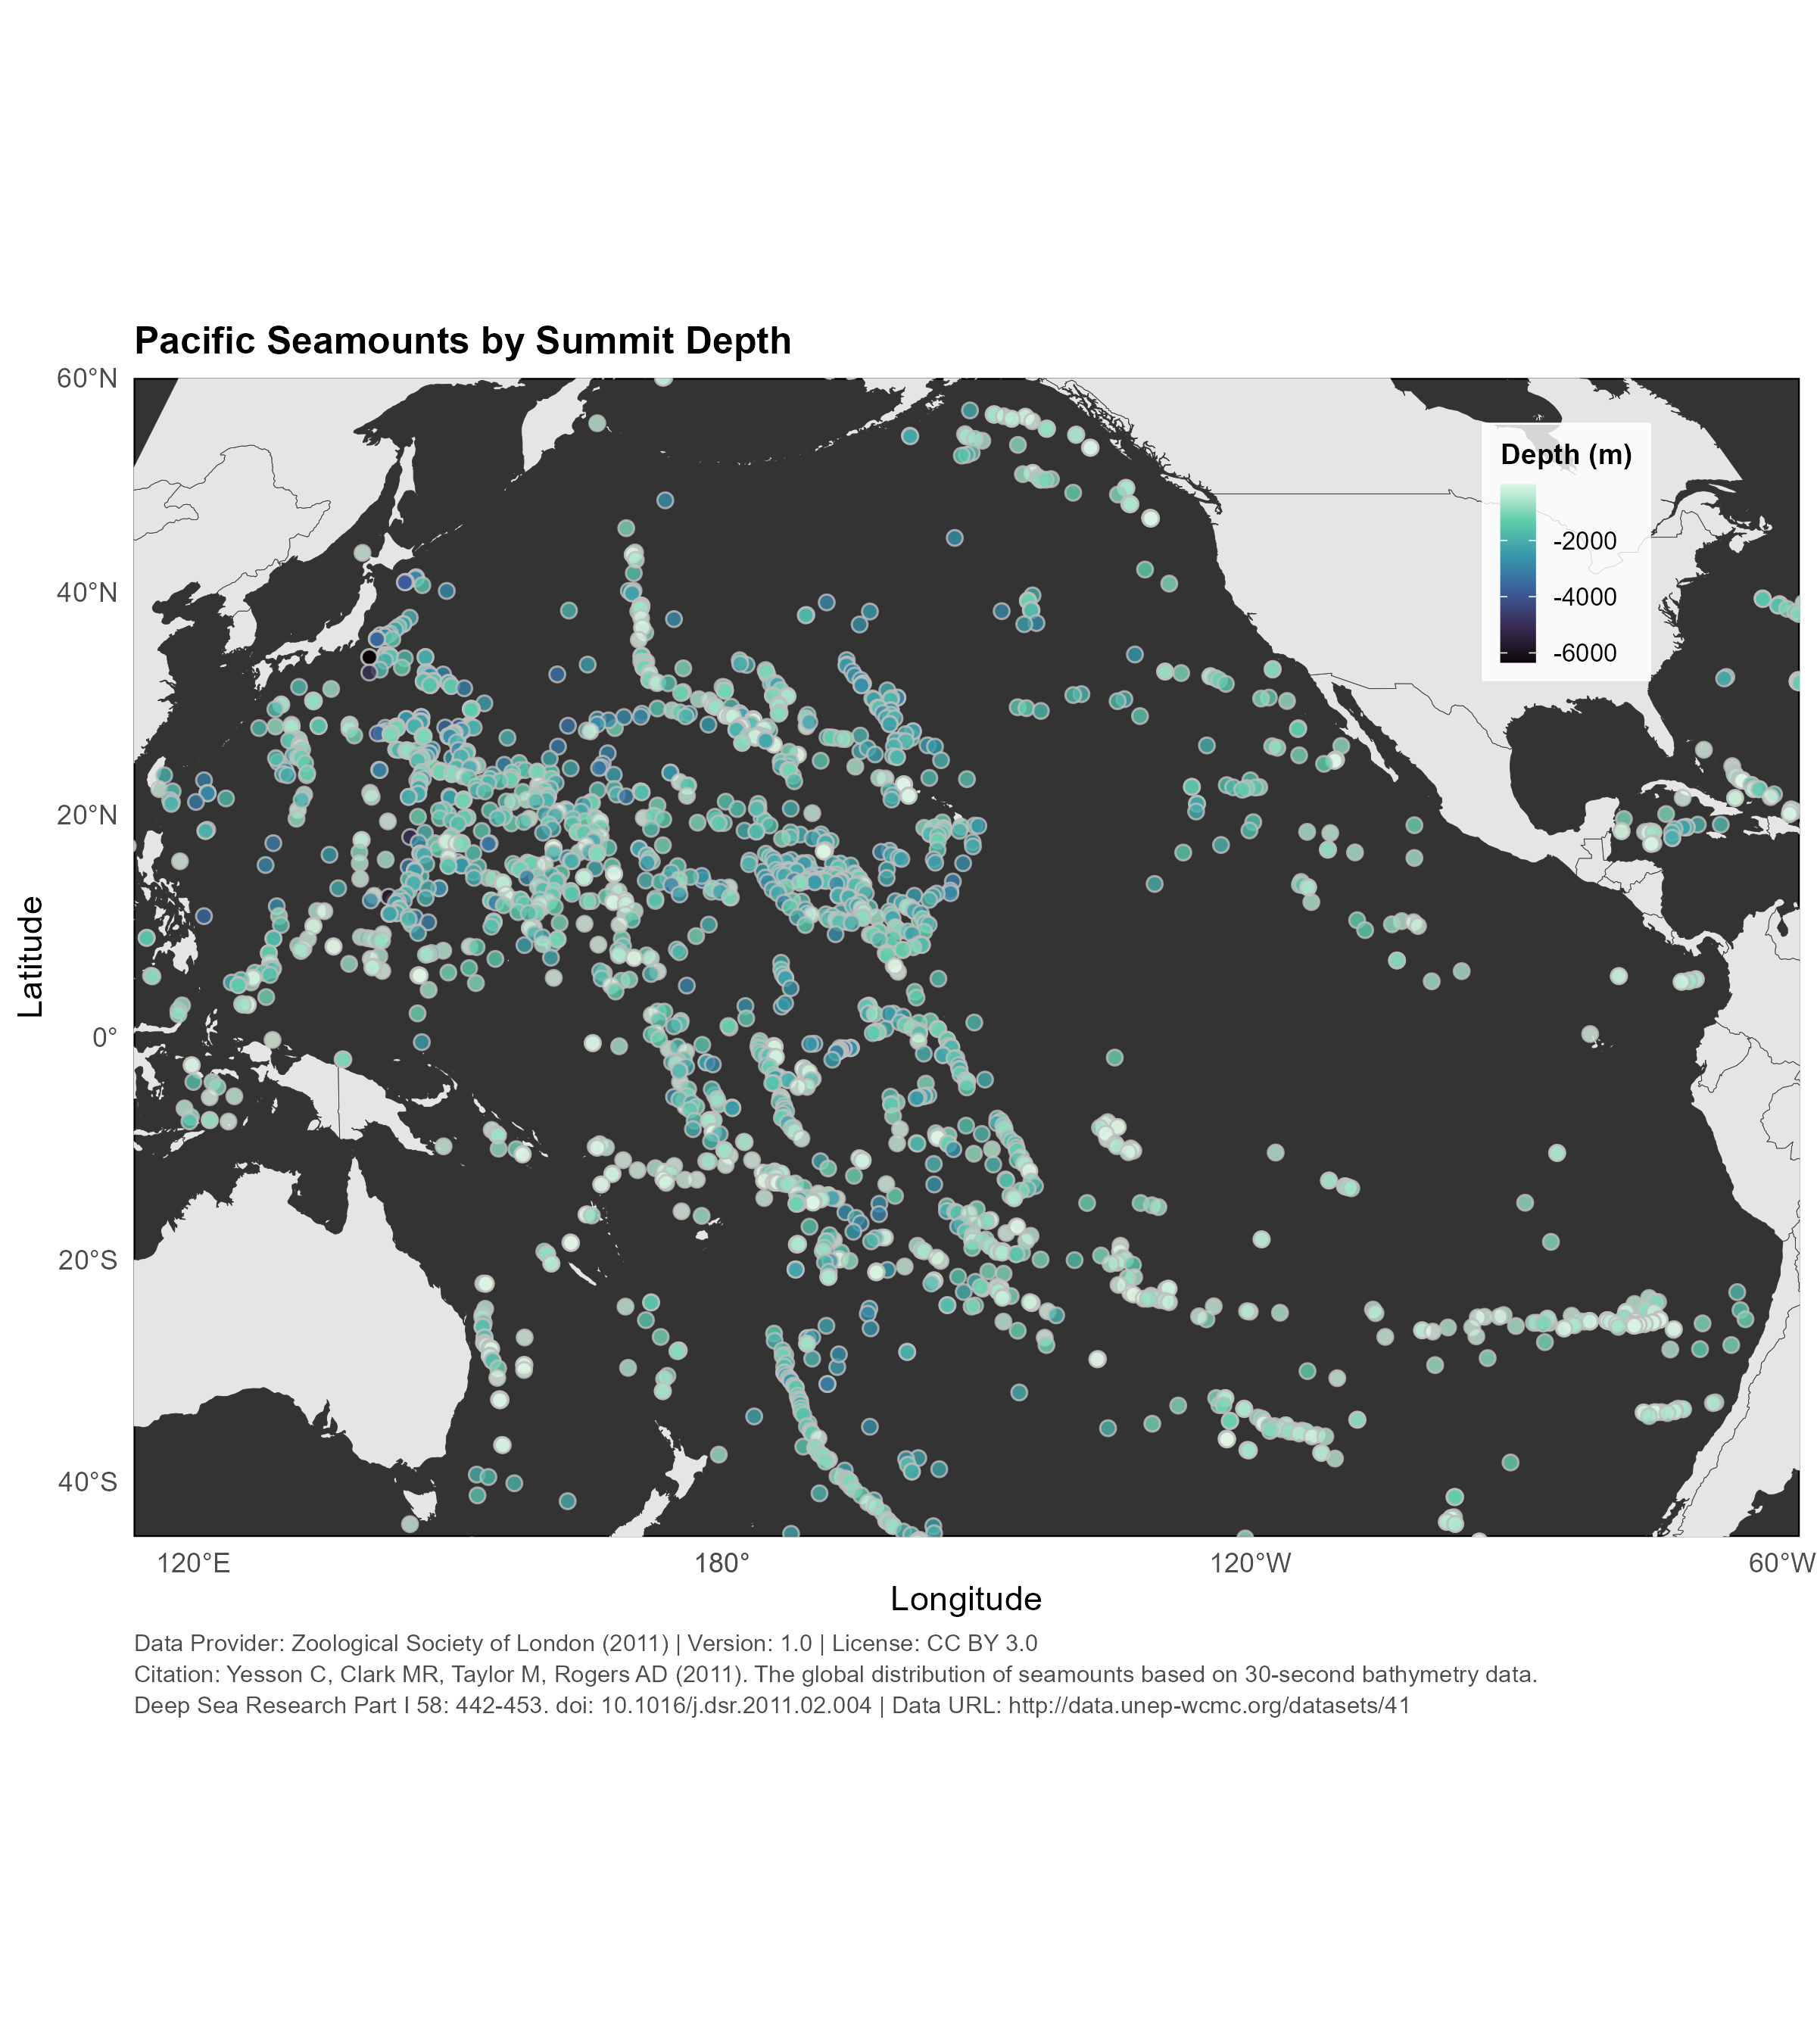 Pacific Seamounts by Summit Depth
60°N
40°N
20°N
0°
20°S
40°S
Latitude
Depth (m)
-2000
-4000
-6000
120°E
180°
120°W
60°W
Longitude
Data Provider: Zoological Society of London (2011) | Version: 1.0 | License: CC BY 3.0
Citation: Yesson C, Clark MR, Taylor M, Rogers AD (2011). The global distribution of seamounts based on 30-second bathymetry data.
Deep Sea Research Part I 58: 442-453. doi: 10.1016/j.dsr.2011.02.004 | Data URL: http://data.unep-wcmc.org/datasets/41